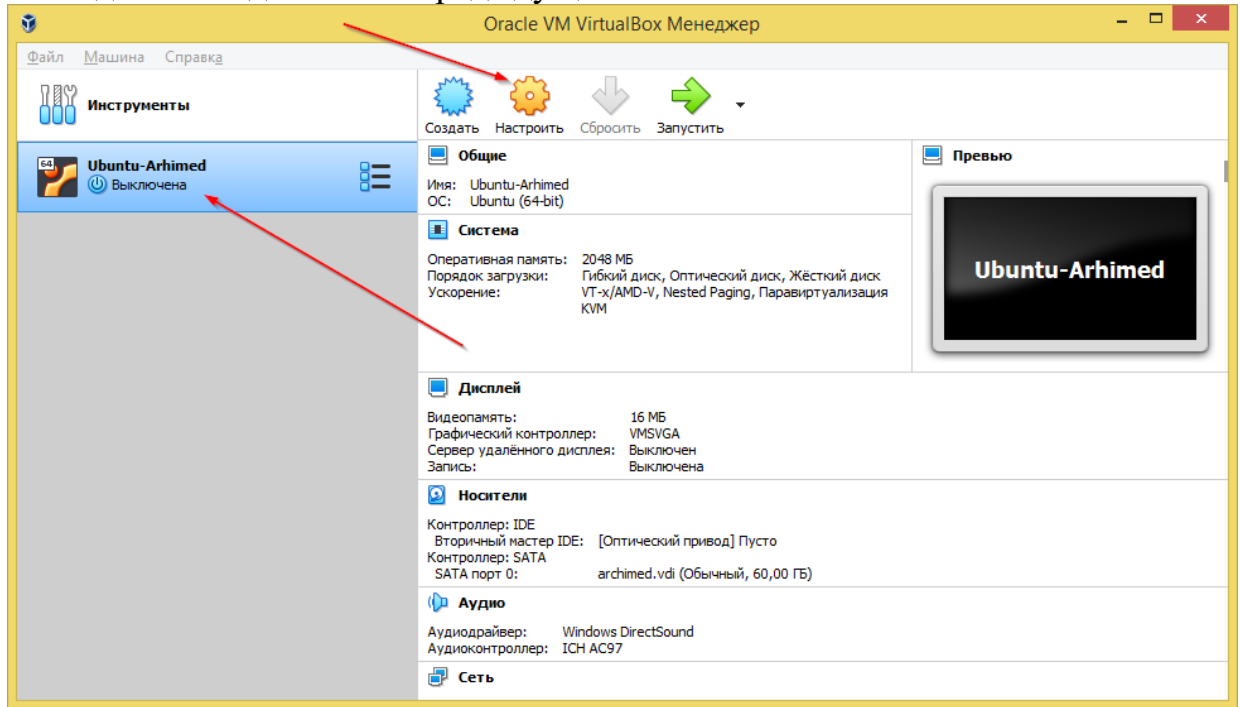 Oracle VM VirtualBox Менеджер
Файл Машина Справка
Инструменты
Создать Настроить Сбросить Запустить
64
Ubuntu-Arhimed
Выключена
Общие
Имя: Ubuntu-Arhimed
ОС: Ubuntu (64-bit)
Превью
Ubuntu-Arhimed
Система
Оперативная память: 2048 МБ
Порядок загрузки: Гибкий диск, Оптический диск, Жёсткий диск
Ускорение: VT-x/AMD-V, Nested Paging, Паравиртуализация
KVM
Дисплей
Видеопамять: 16 МБ
Графический контроллер: VMSVGA
Сервер удалённого дисплея: Выключен
Запись: Выключена
Носители
Контроллер: IDE
Вторичный мастер IDE: [Оптический привод] Пусто
Контроллер: SATA
SATA порт 0: archimed.vdi (Обычный, 60,00 ГБ)
Аудио
Аудиодрайвер: Windows DirectSound
Аудиоконтроллер: ICH AC97
Сеть